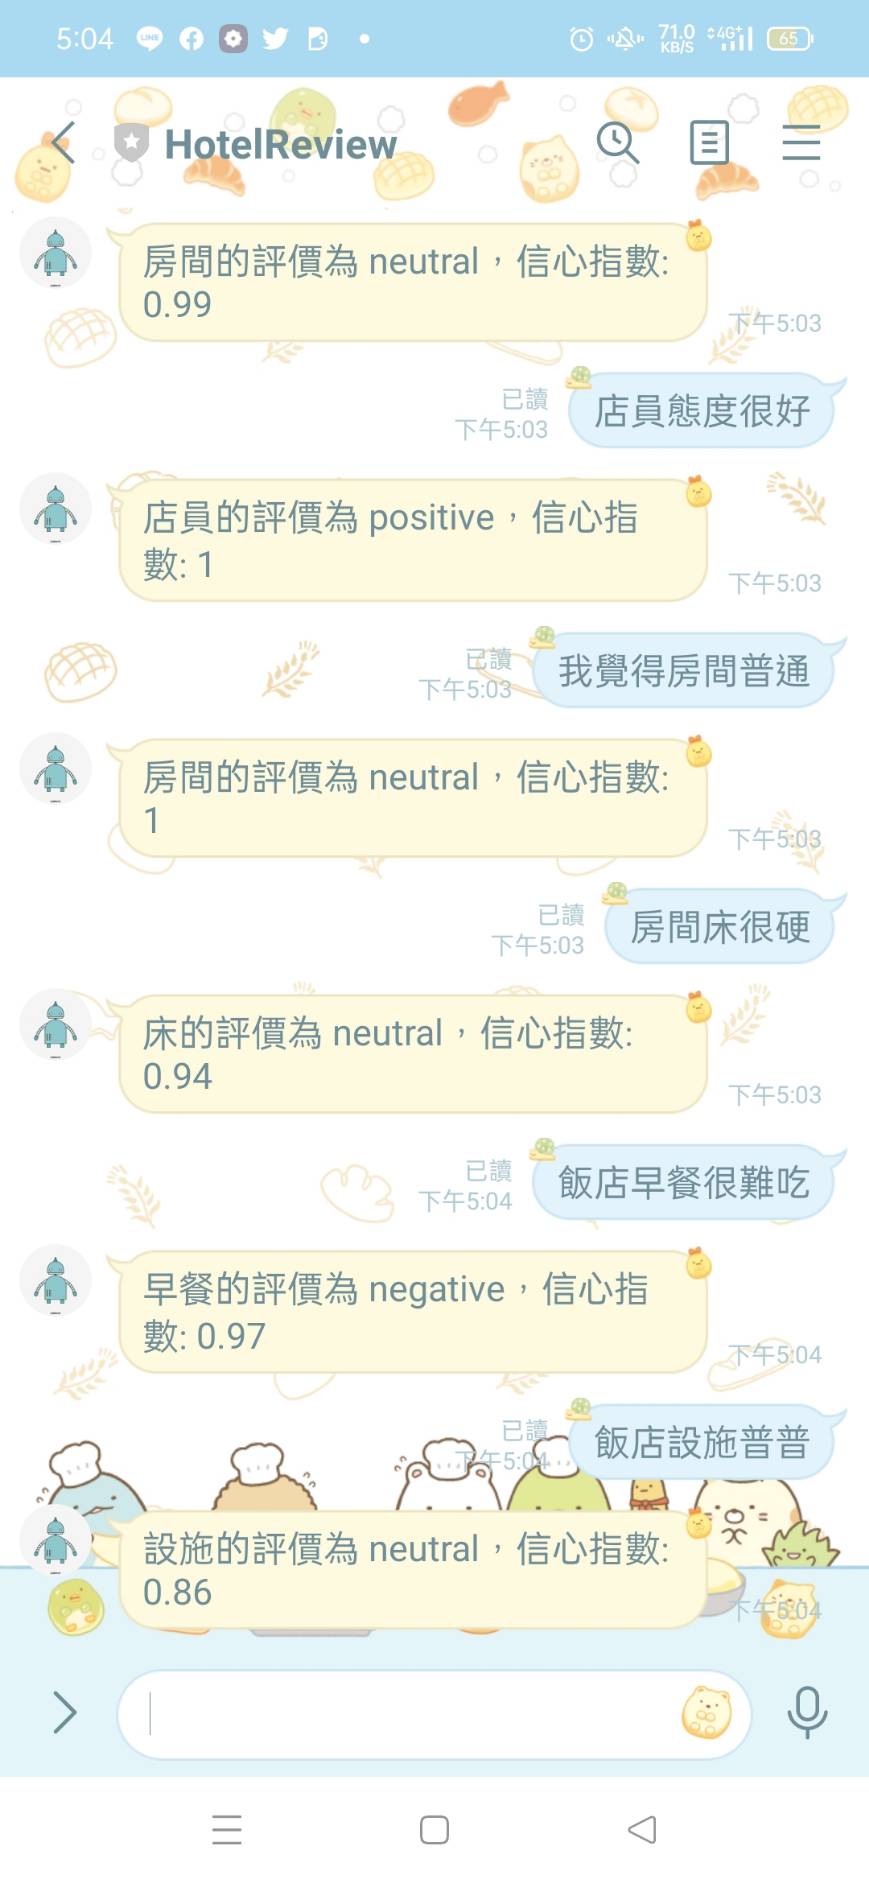 5:04
LINE
71.0
KB/S
4G+
65
HotelReview
房間的評價為 neutral，信心指數:
0.99
下午5:03
已讀
下午5:03
店員態度很好
店員的評價為 positive，信心指
數: 1
下午5:03
已讀
下午5:03
我覺得房間普通
房間的評價為 neutral，信心指數:
1
下午5:03
已讀
下午5:03
房間床很硬
床的評價為 neutral，信心指數:
0.94
下午5:03
已讀
下午5:04
飯店早餐很難吃
早餐的評價為 negative，信心指
數: 0.97
下午5:04
已讀
下午5:04
飯店設施普普
設施的評價為 neutral，信心指數:
0.86
下午5:04